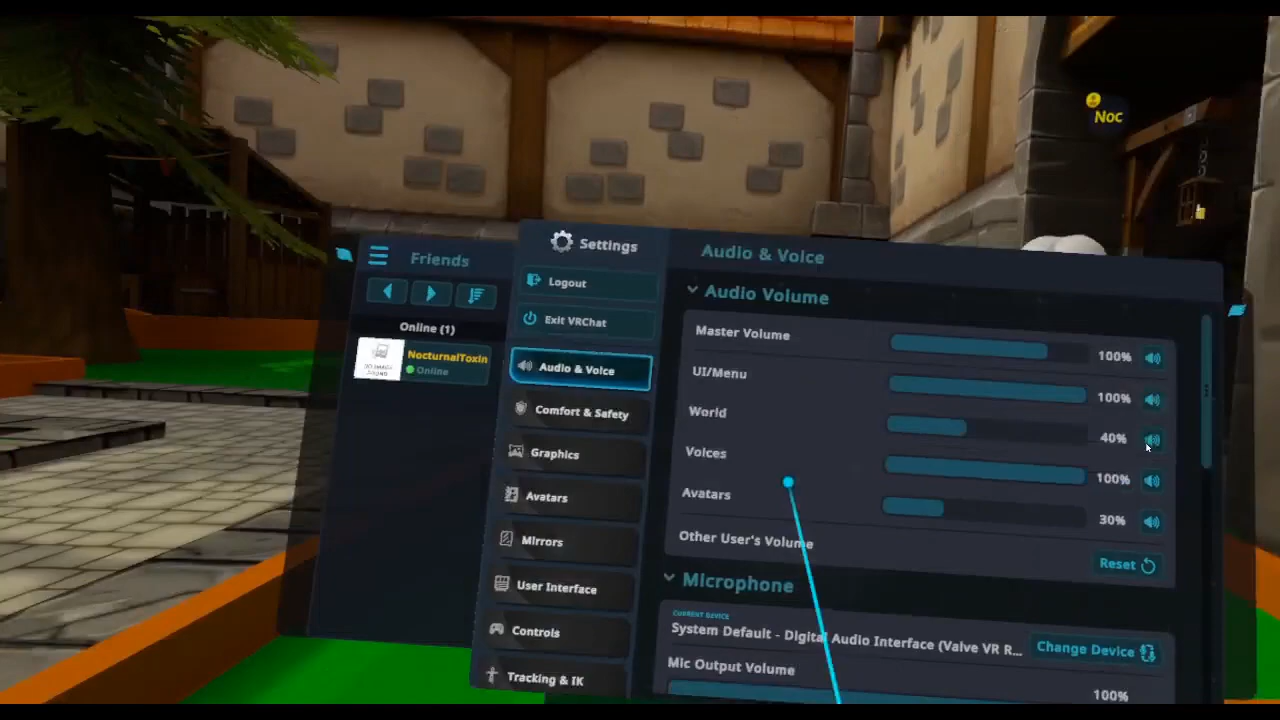 Noc
Friends
Online (1)
NocturnalToxin
Online
Settings
Logout
Exit VRChat
Audio & Voice
Comfort & Safety
Graphics
Avatars
Mirrors
User Interface
Controls
Tracking & IK
Audio & Voice
Audio Volume
Master Volume 100%
UI/Menu 100%
World 40%
Voices 100%
Avatars 30%
Other User's Volume Reset
Microphone
CURRENT DEVICE
System Default - Digital Audio Interface (Valve VR R... Change Device
Mic Output Volume 100%